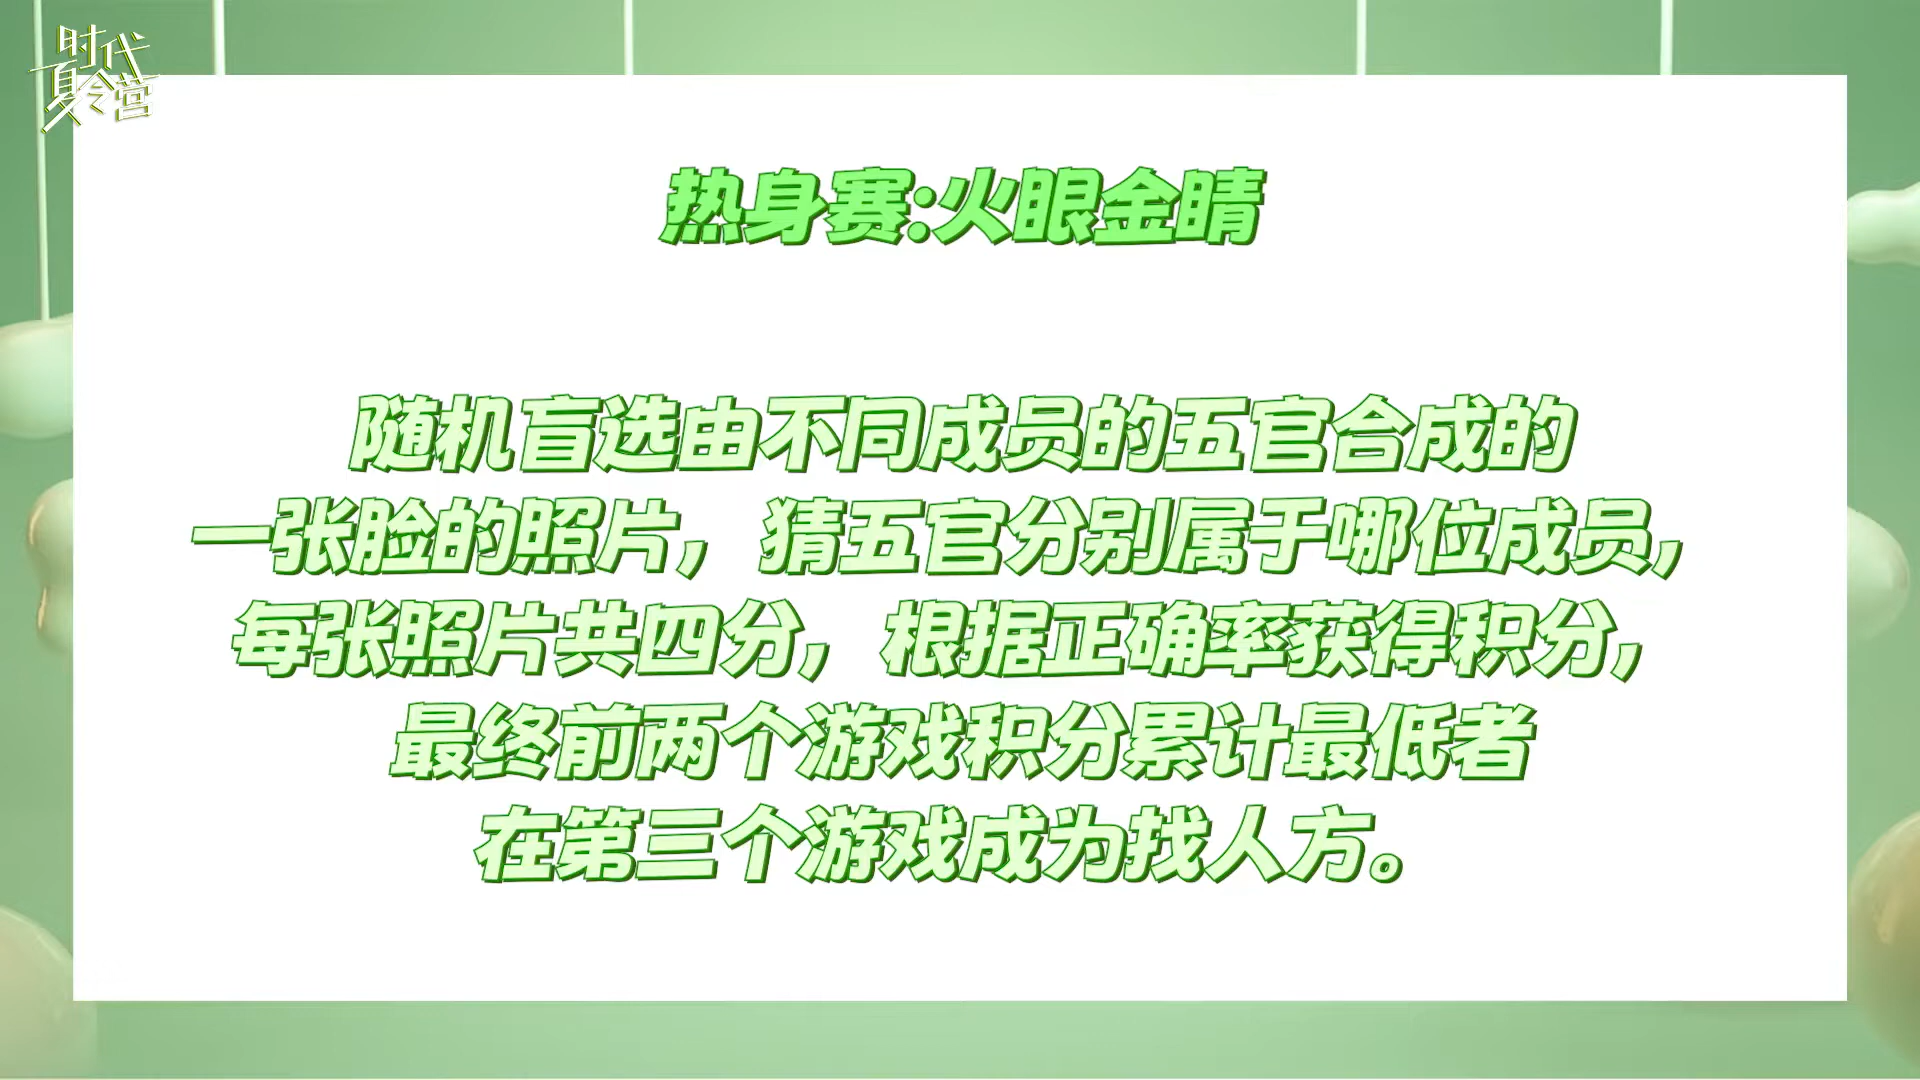 时代
夏令营
热身赛:火眼金睛
随机盲选由不同成员的五官合成的
一张脸的照片，猜五官分别属于哪位成员，
每张照片共四分，根据正确率获得积分，
最终前两个游戏积分累计最低者
在第三个游戏成为找人方。